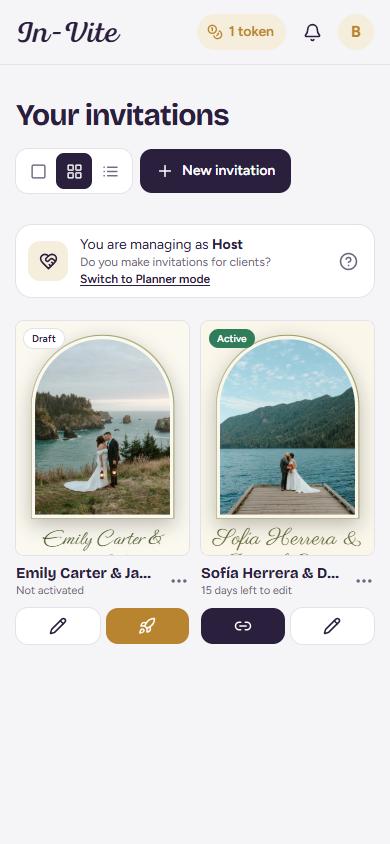 In-Vite
1 token
B
Your invitations
New invitation
You are managing as Host
Do you make invitations for clients?
Switch to Planner mode
Draft
Emily Carter &
Active
Sofía Herrera &
Emily Carter & Ja...
Not activated
Sofía Herrera & D...
15 days left to edit